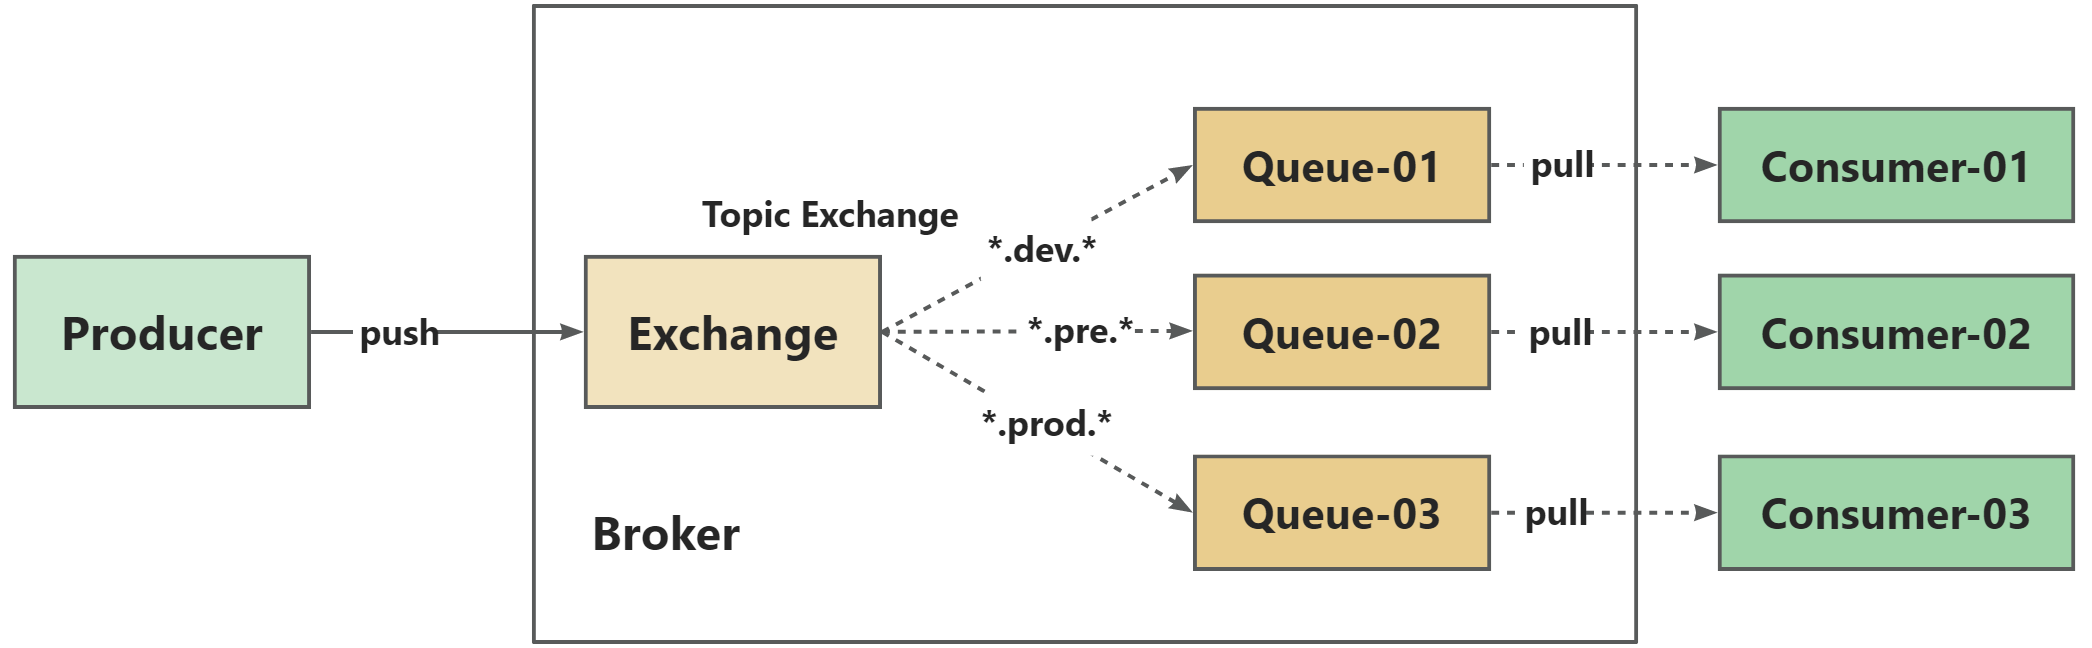 Topic Exchange
Producer
push
Exchange
*.dev.*
*.pre.*
*.prod.*
Queue-01
pull
Consumer-01
Queue-02
pull
Consumer-02
Queue-03
pull
Consumer-03
Broker